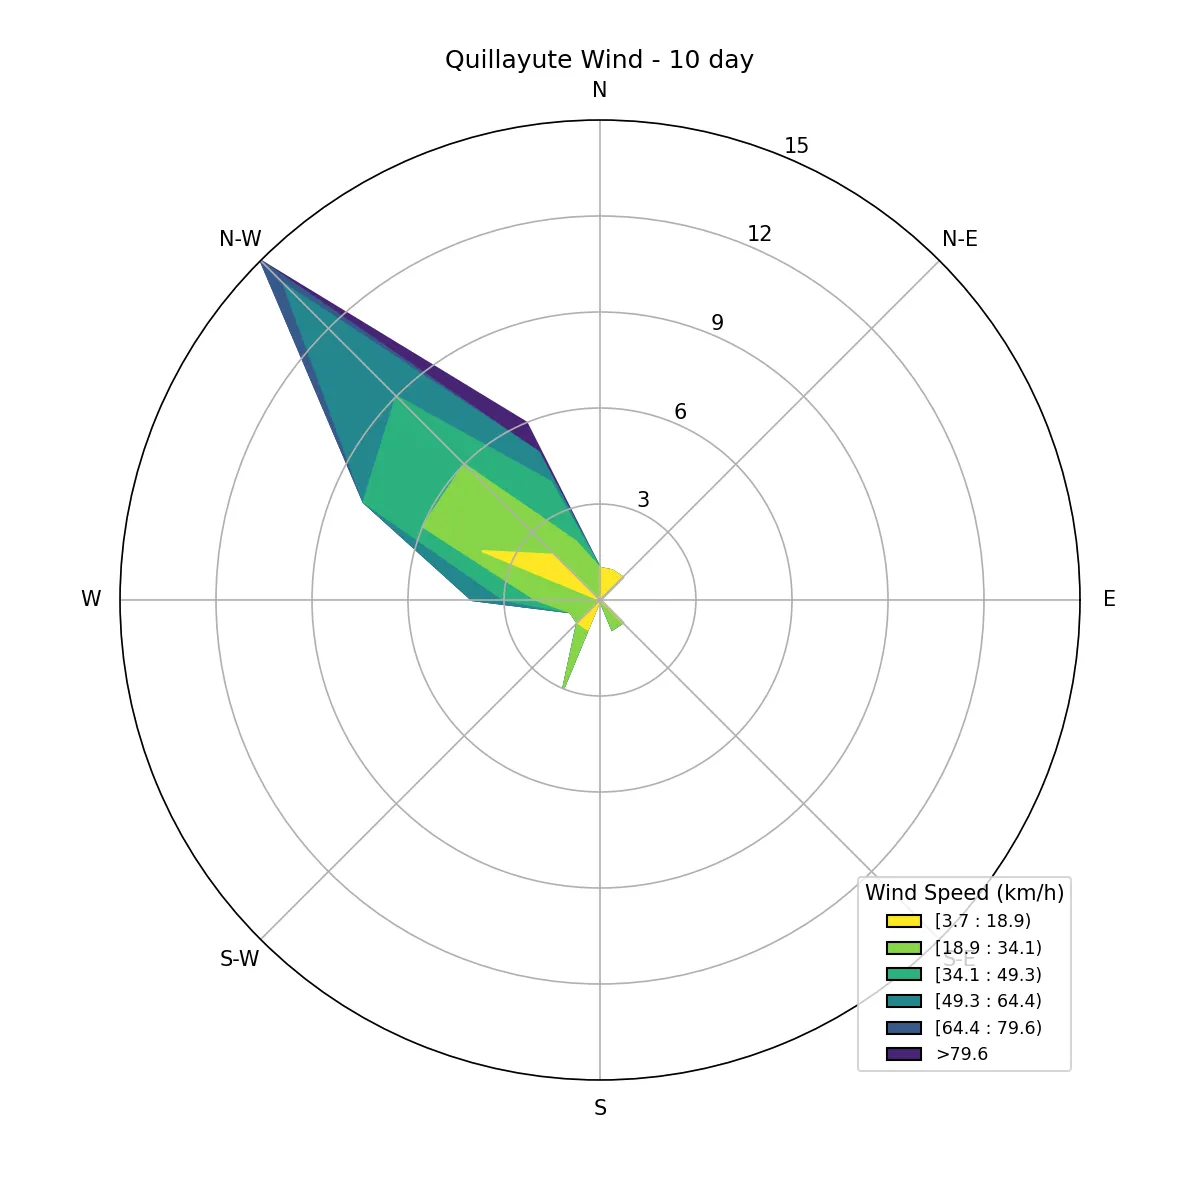 Quillayute Wind - 10 day
N
15
12
N-W
N-E
9
6
3
W
E
Wind Speed (km/h)
[3.7 : 18.9)
[18.9 : 34.1)
S-W
S-E
[34.1 : 49.3)
[49.3 : 64.4)
[64.4 : 79.6)
>79.6
S